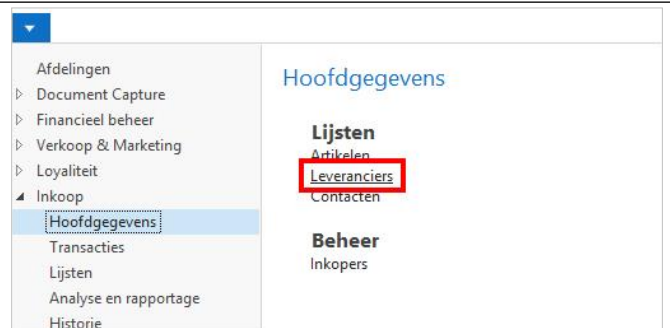 Afdelingen
Document Capture
Financieel beheer
Verkoop & Marketing
Loyaliteit
Inkoop
Hoofdgegevens
Transacties
Lijsten
Analyse en rapportage
Historie
Hoofdgegevens
Lijsten
Artikelen
Leveranciers
Contacten
Beheer
Inkopers